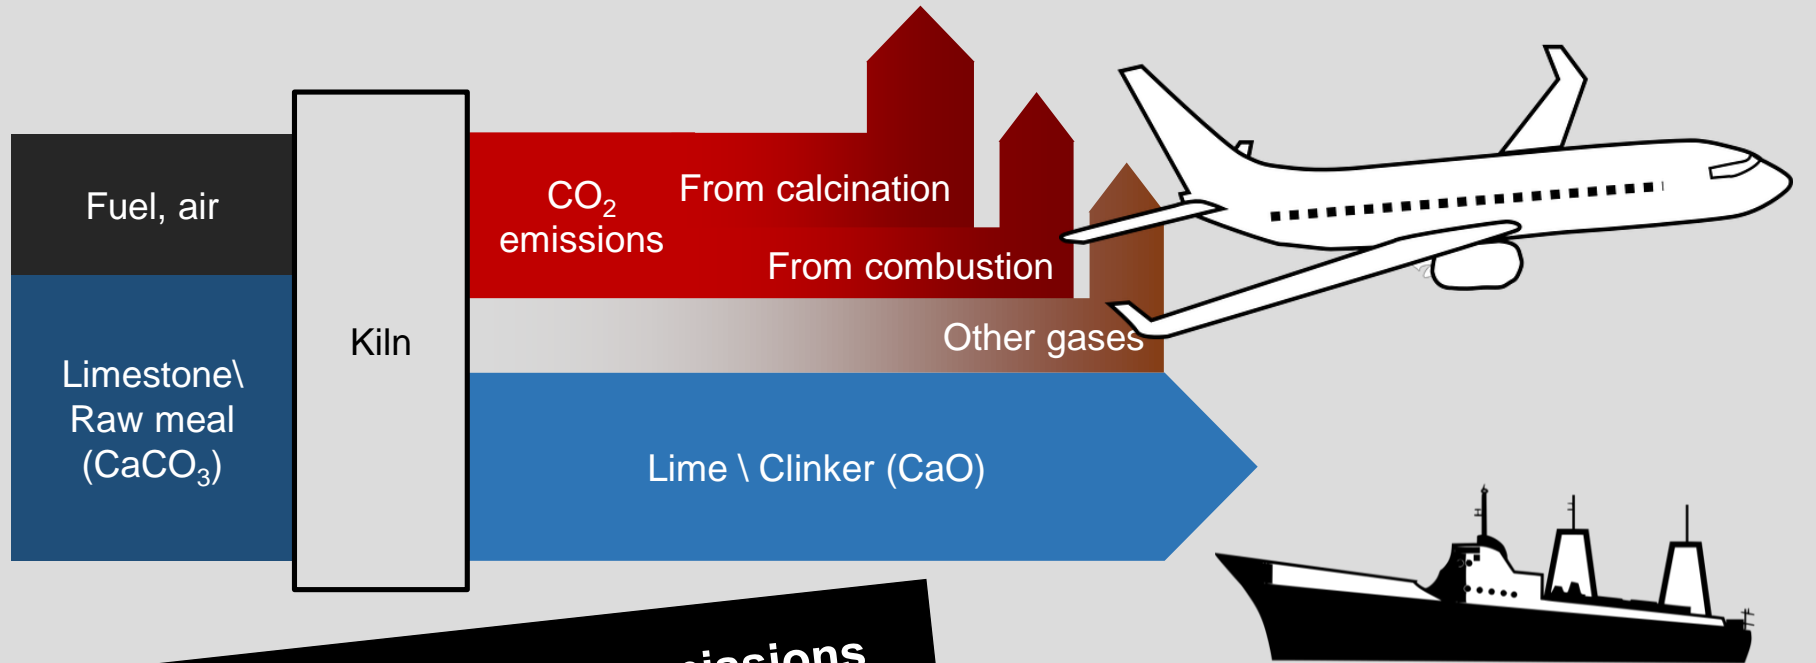 Fuel, air
Limestone\
Raw meal
(CaCO₃)
Kiln
CO₂
emissions
From calcination
From combustion
Other gases
Lime \ Clinker (CaO)